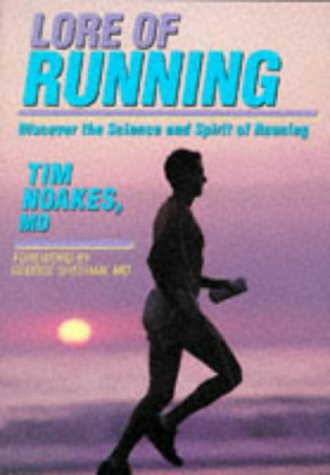 LORE OF
RUNNING
Discover the Science and Spirit of Running
TIM
NOAKES,
MD
FOREWORD BY
GEORGE SHEEHAN, MD